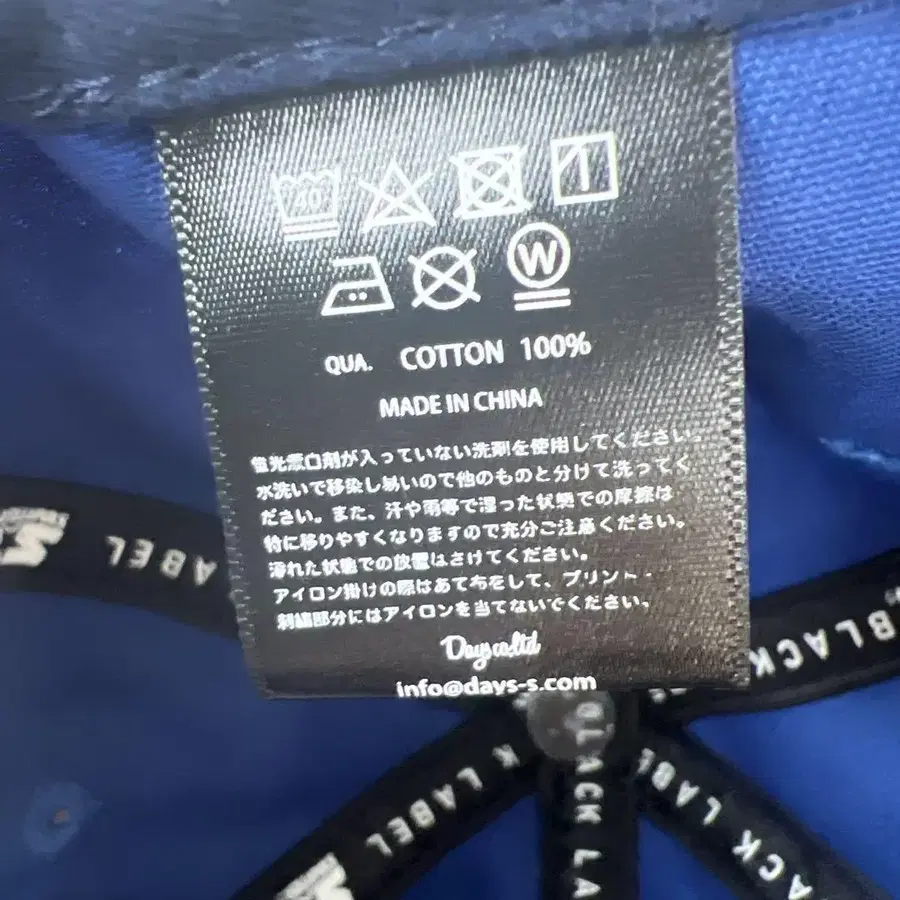 40
W
QUA. COTTON 100%
MADE IN CHINA
蛍光漂白剤が入っていない洗剤を使用してください。
水洗いで移染し易いので他のものと分けて洗ってく
ださい。また、汗や雨等で湿った状態での摩擦は
特に移りやすくなりますので充分ご注意ください。
濡れた状態での放置はさけてください。
アイロン掛けの際はあて布をして、プリント・
刺繍部分にはアイロンを当てないでください。
Days co.,ltd
info@days-s.com
LABEL
BLACK
K LABEL
BLACK LA
LABEL
BLACK